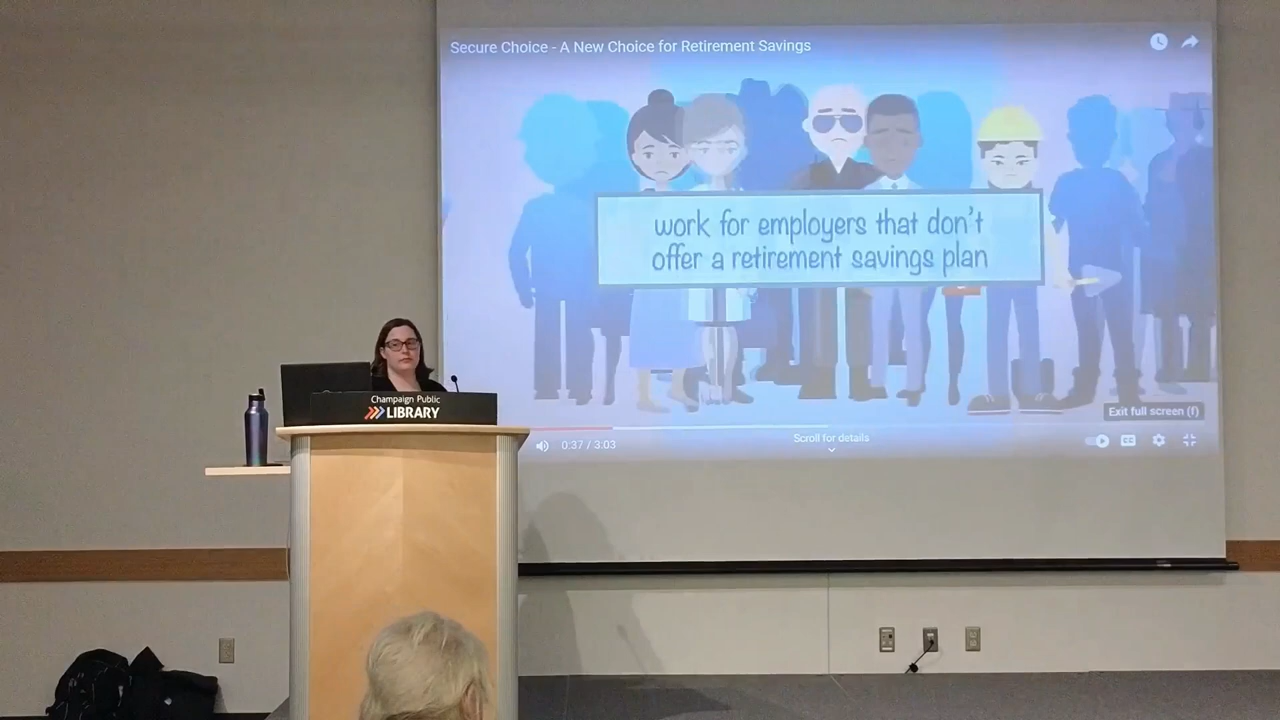 Secure Choice - A New Choice for Retirement Savings
work for employers that don't
offer a retirement savings plan
Exit full screen (f)
0:37 / 3:03
Scroll for details
CC
Champaign Public
LIBRARY